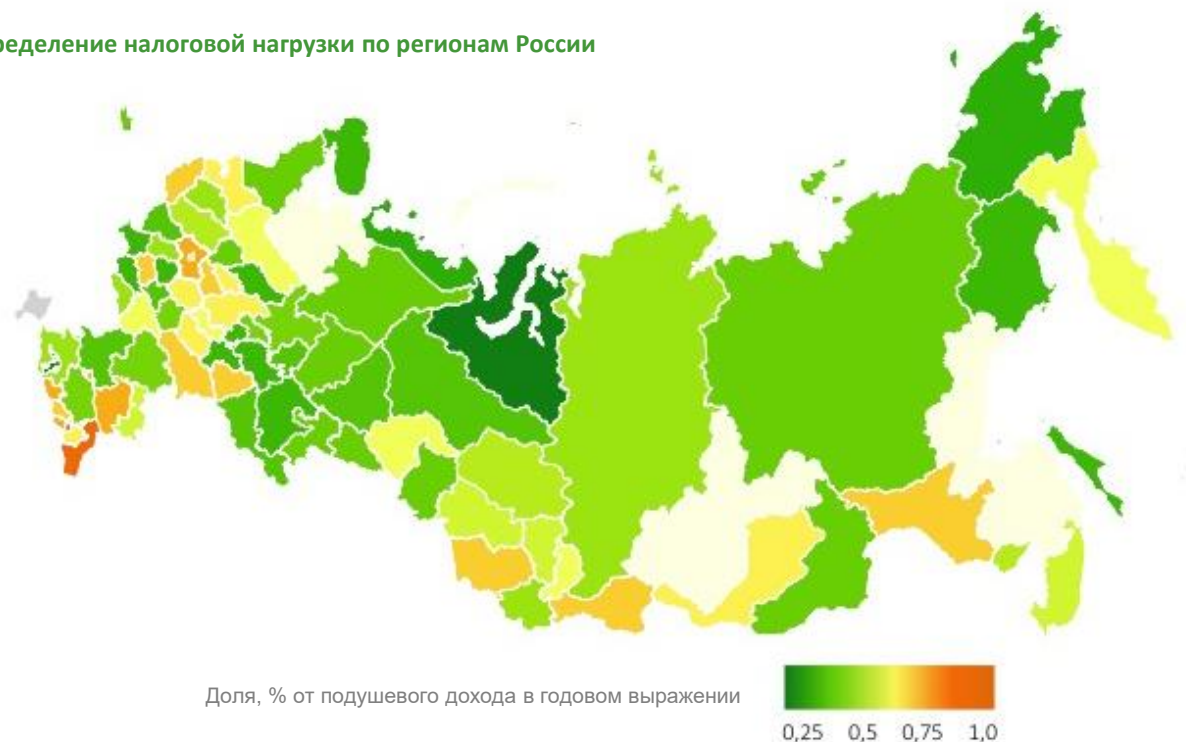 ределение налоговой нагрузки по регионам России
Доля, % от подушевого дохода в годовом выражении
0,25 0,5 0,75 1,0